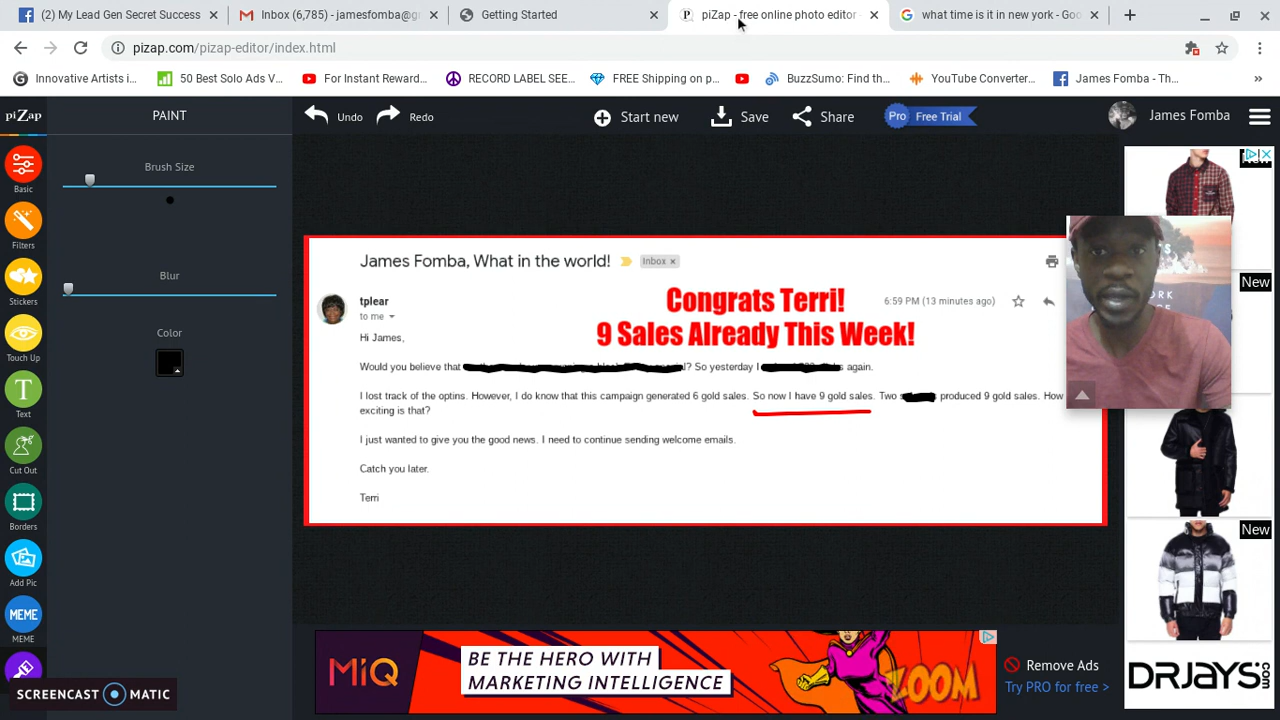 (2) My Lead Gen Secret Success
Inbox (6,785) - jamesfomba@g
Getting Started
piZap - free online photo editor -
what time is it in new york - Goo
pizap.com/pizap-editor/index.html
Innovative Artists i
50 Best Solo Ads V...
For Instant Reward...
RECORD LABEL SEE...
FREE Shipping on p...
BuzzSumo: Find th...
YouTube Converter...
James Fomba - Th...
piZap
PAINT
Undo
Redo
Start new
Save
Share
Pro
Free Trial
James Fomba
Brush Size
Blur
Color
Basic
Filters
Stickers
Touch Up
Text
Cut Out
Borders
Add Pic
MEME
MEME
James Fomba, What in the world!
Inbox x
tplear
to me
Congrats Terri!
9 Sales Already This Week!
6:59 PM (13 minutes ago)
Hi James,
Would you believe that ? So yesterday I again.
I lost track of the optins. However, I do know that this campaign generated 6 gold sales. So now I have 9 gold sales. Two produced 9 gold sales. How
exciting is that?
I just wanted to give you the good news. I need to continue sending welcome emails.
Catch you later.
Terri
New
New
New
DRJAYS.com
MiQ
BE THE HERO WITH
MARKETING INTELLIGENCE
ZOOM
Remove Ads
Try PRO for free >
SCREENCAST MATIC